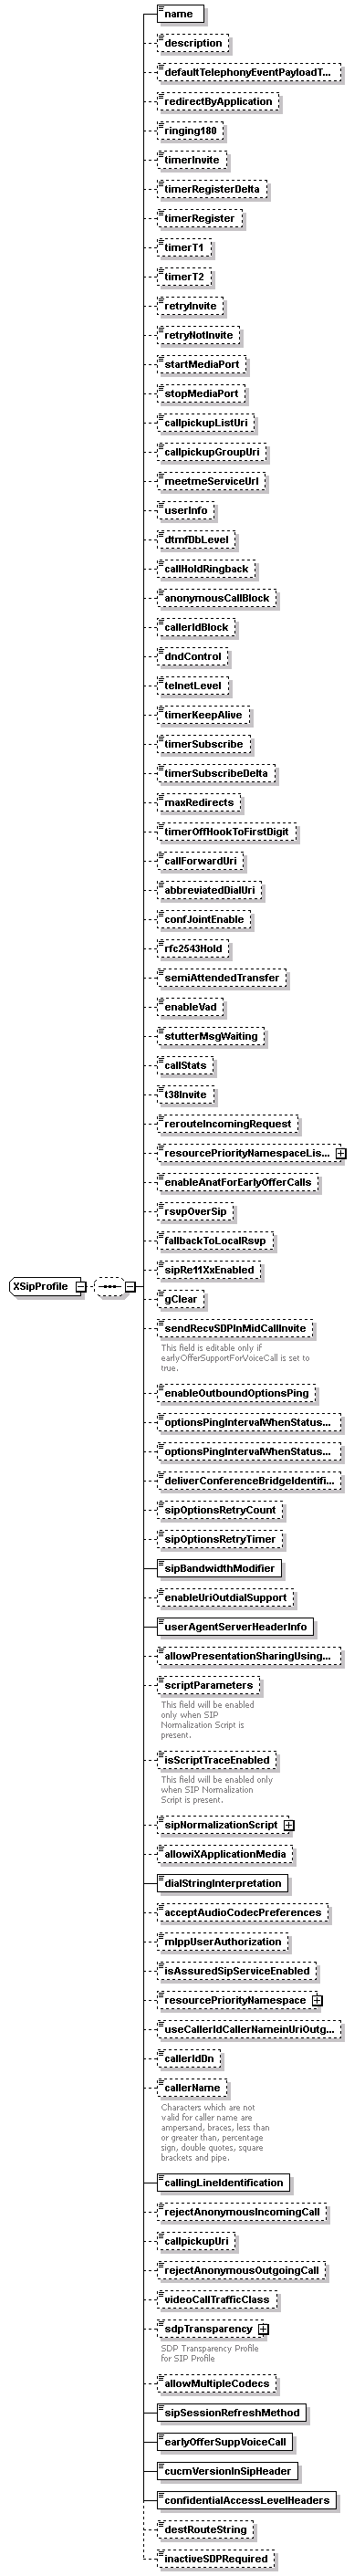 name
description
defaultTelephonyEventPayloadT...
redirectByApplication
ringing180
timerInvite
timerRegisterDelta
timerRegister
timerT1
timerT2
retryInvite
retryNotInvite
startMediaPort
stopMediaPort
callpickupListUri
callpickupGroupUri
meetmeServiceUrl
userInfo
dtmfDbLevel
callHoldRingback
anonymousCallBlock
callerIdBlock
dndControl
telnetLevel
timerKeepAlive
timerSubscribe
timerSubscribeDelta
maxRedirects
timerOffHookToFirstDigit
callForwardUri
abbreviatedDialUri
confJointEnable
rfc2543Hold
semiAttendedTransfer
enableVad
stutterMsgWaiting
callStats
t38Invite
rerouteIncomingRequest
resourcePriorityNamespaceLis...
enableAnatForEarlyOfferCalls
rsvpOverSip
fallbackToLocalRsvp
sipRe11XxEnabled
XSipProfile
gClear
sendRecvSDPInMidCallInvite
This field is editable only if
earlyOfferSupportForVoiceCall is set to
true.
enableOutboundOptionsPing
optionsPingIntervalWhenStatus...
optionsPingIntervalWhenStatus...
deliverConferenceBridgeIdentifi...
sipOptionsRetryCount
sipOptionsRetryTimer
sipBandwidthModifier
enableUriOutdialSupport
userAgentServerHeaderInfo
allowPresentationSharingUsing...
scriptParameters
This field will be enabled
only when SIP
Normalization Script is
present.
isScriptTraceEnabled
This field will be enabled only
when SIP Normalization
Script is present.
sipNormalizationScript
allowiXApplicationMedia
dialStringInterpretation
acceptAudioCodecPreferences
mlppUserAuthorization
isAssuredSipServiceEnabled
resourcePriorityNamespace
useCallerIdCallerNameinUriOutg...
callerIdDn
callerName
Characters which are not
valid for caller name are
ampersand, braces, less than
or greater than, percentage
sign, double quotes, square
brackets and pipe.
callingLineIdentification
rejectAnonymousIncomingCall
callpickupUri
rejectAnonymousOutgoingCall
videoCallTrafficClass
sdpTransparency
SDP Transparency Profile
for SIP Profile
allowMultipleCodecs
sipSessionRefreshMethod
earlyOfferSuppVoiceCall
cucmVersionInSipHeader
confidentialAccessLevelHeaders
destRouteString
inactiveSDPRequired